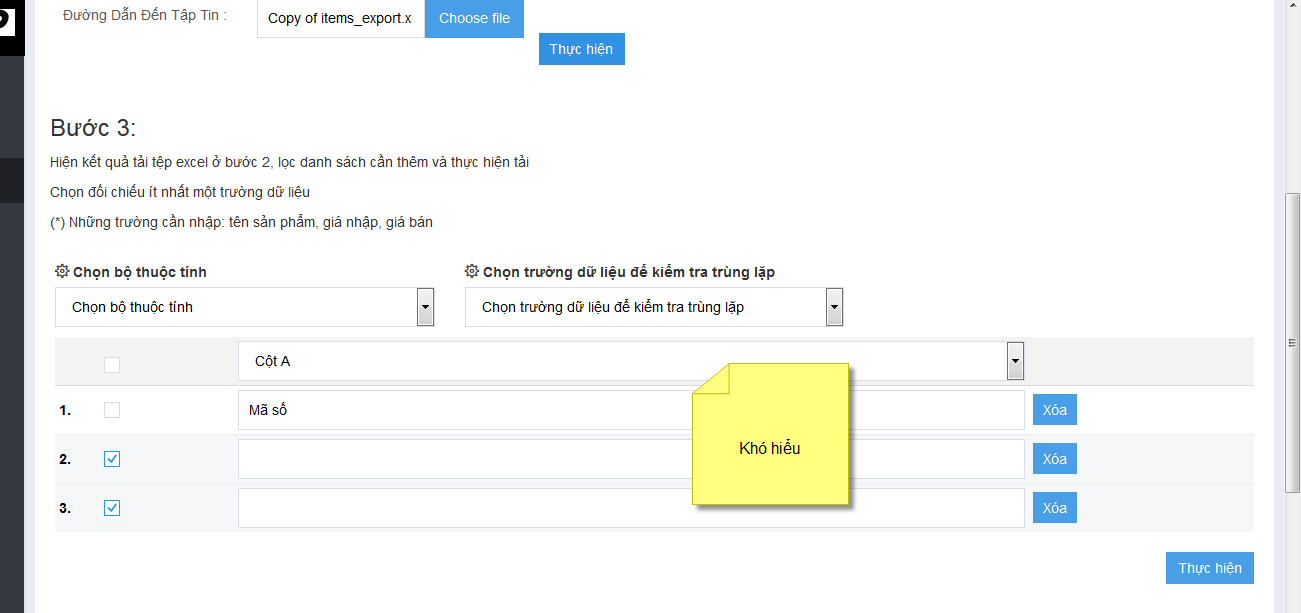 Đường Dẫn Đến Tập Tin :
Copy of items_export.x
Choose file
Thực hiện
Bước 3:
Hiện kết quả tải tệp excel ở bước 2, lọc danh sách cần thêm và thực hiện tải
Chọn đối chiếu ít nhất một trường dữ liệu
(*) Những trường cần nhập: tên sản phẩm, giá nhập, giá bán
Chọn bộ thuộc tính
Chọn trường dữ liệu để kiểm tra trùng lặp
Chọn bộ thuộc tính
Chọn trường dữ liệu để kiểm tra trùng lặp
Cột A
1.
Mã số
Xóa
Khó hiểu
2.
Xóa
3.
Xóa
Thực hiện